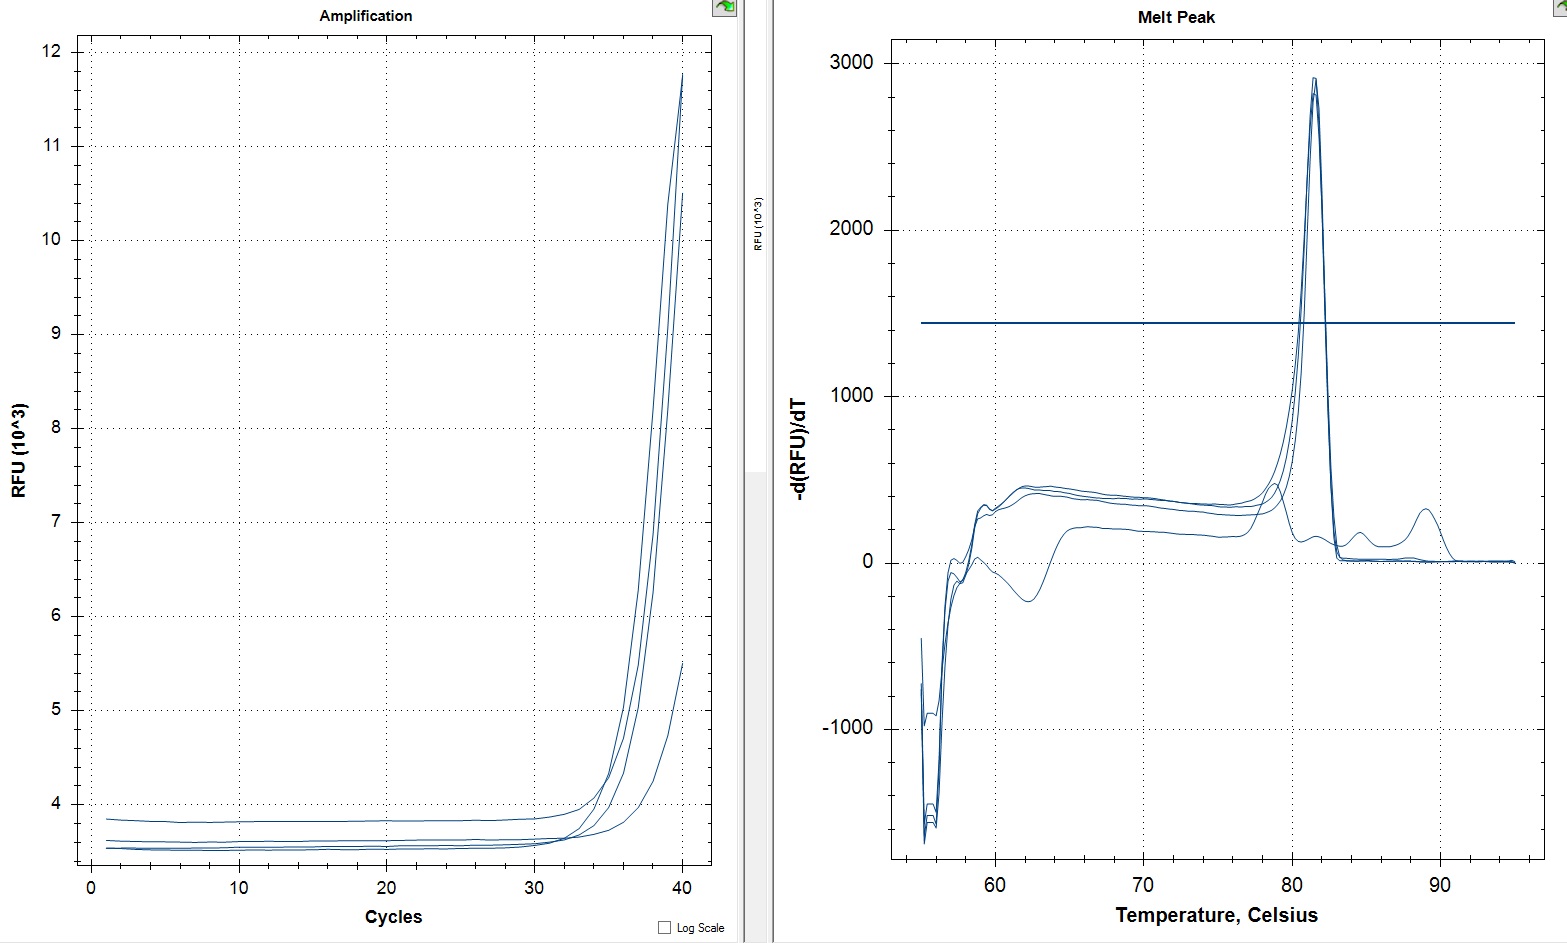 Amplification
12
11
10
9
8
7
6
5
4
RFU (10^3)
0 10 20 30 40
Cycles
Log Scale
RFU (10^3)
Melt Peak
3000
2000
1000
0
-1000
-d(RFU)/dT
60 70 80 90
Temperature, Celsius